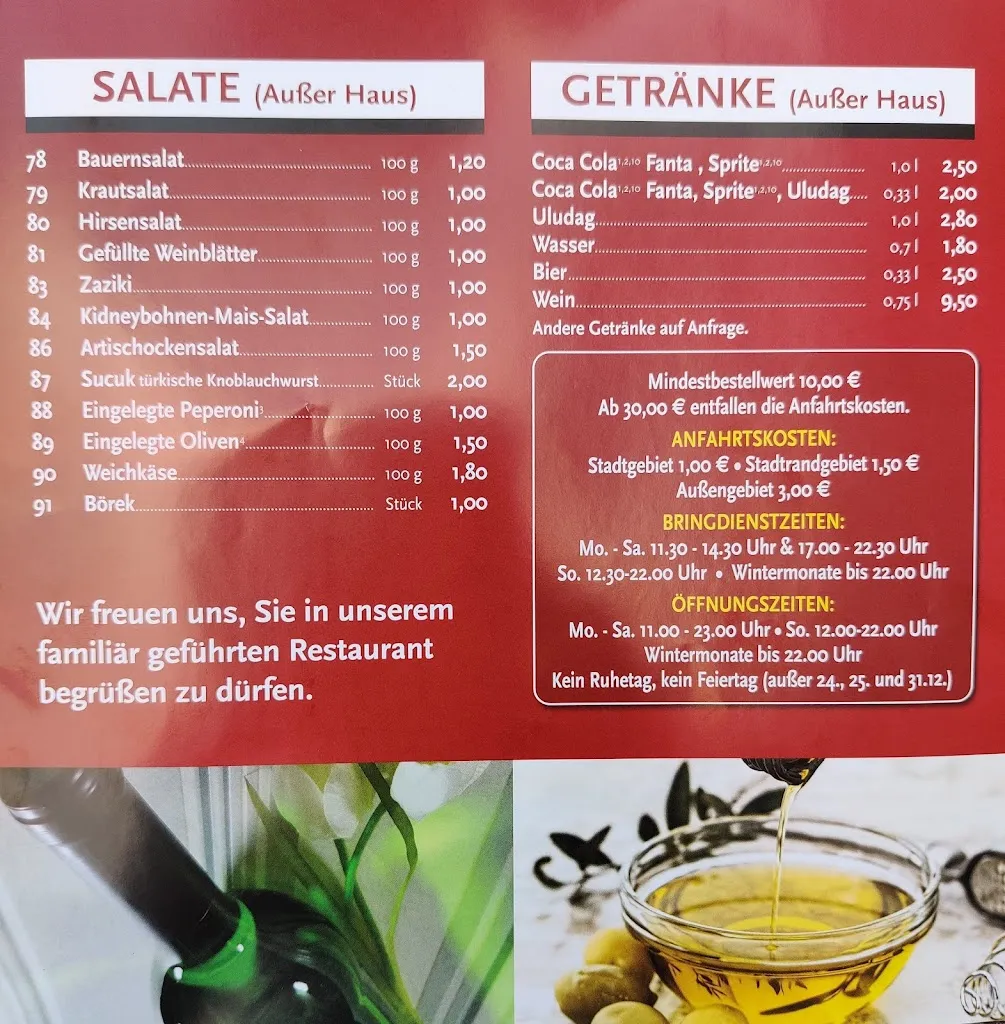 SALATE (Außer Haus)
78 Bauernsalat 100 g 1,20
79 Krautsalat 100 g 1,00
80 Hirsensalat 100 g 1,00
81 Gefüllte Weinblätter 100 g 1,00
83 Zaziki 100 g 1,00
84 Kidneybohnen-Mais-Salat 100 g 1,00
86 Artischockensalat 100 g 1,50
87 Sucuk türkische Knoblauchwurst Stück 2,00
88 Eingelegte Peperoni³ 100 g 1,00
89 Eingelegte Oliven⁴ 100 g 1,50
90 Weichkäse 100 g 1,80
91 Börek Stück 1,00
Wir freuen uns, Sie in unserem
familiär geführten Restaurant
begrüßen zu dürfen.
GETRÄNKE (Außer Haus)
Coca Cola¹,²,¹⁰ Fanta , Sprite¹,²,¹⁰ 1,0 l 2,50
Coca Cola¹,²,¹⁰ Fanta, Sprite¹,²,¹⁰, Uludag 0,33 l 2,00
Uludag 1,0 l 2,80
Wasser 0,7 l 1,80
Bier 0,33 l 2,50
Wein 0,75 l 9,50
Andere Getränke auf Anfrage.
Mindestbestellwert 10,00 €
Ab 30,00 € entfallen die Anfahrtskosten.
ANFAHRTSKOSTEN:
Stadtgebiet 1,00 € • Stadtrandgebiet 1,50 €
Außengebiet 3,00 €
BRINGDIENSTZEITEN:
Mo. - Sa. 11.30 - 14.30 Uhr & 17.00 - 22.30 Uhr
So. 12.30-22.00 Uhr • Wintermonate bis 22.00 Uhr
ÖFFNUNGSZEITEN:
Mo. - Sa. 11.00 - 23.00 Uhr • So. 12.00-22.00 Uhr
Wintermonate bis 22.00 Uhr
Kein Ruhetag, kein Feiertag (außer 24., 25. und 31.12.)